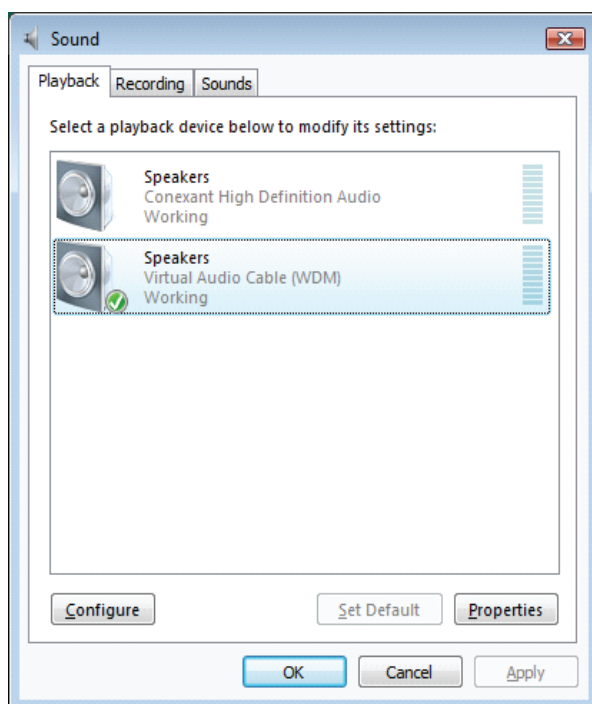 Sound
Playback Recording Sounds
Select a playback device below to modify its settings:
Speakers
Conexant High Definition Audio
Working
Speakers
Virtual Audio Cable (WDM)
Working
Configure Set Default Properties
OK Cancel Apply